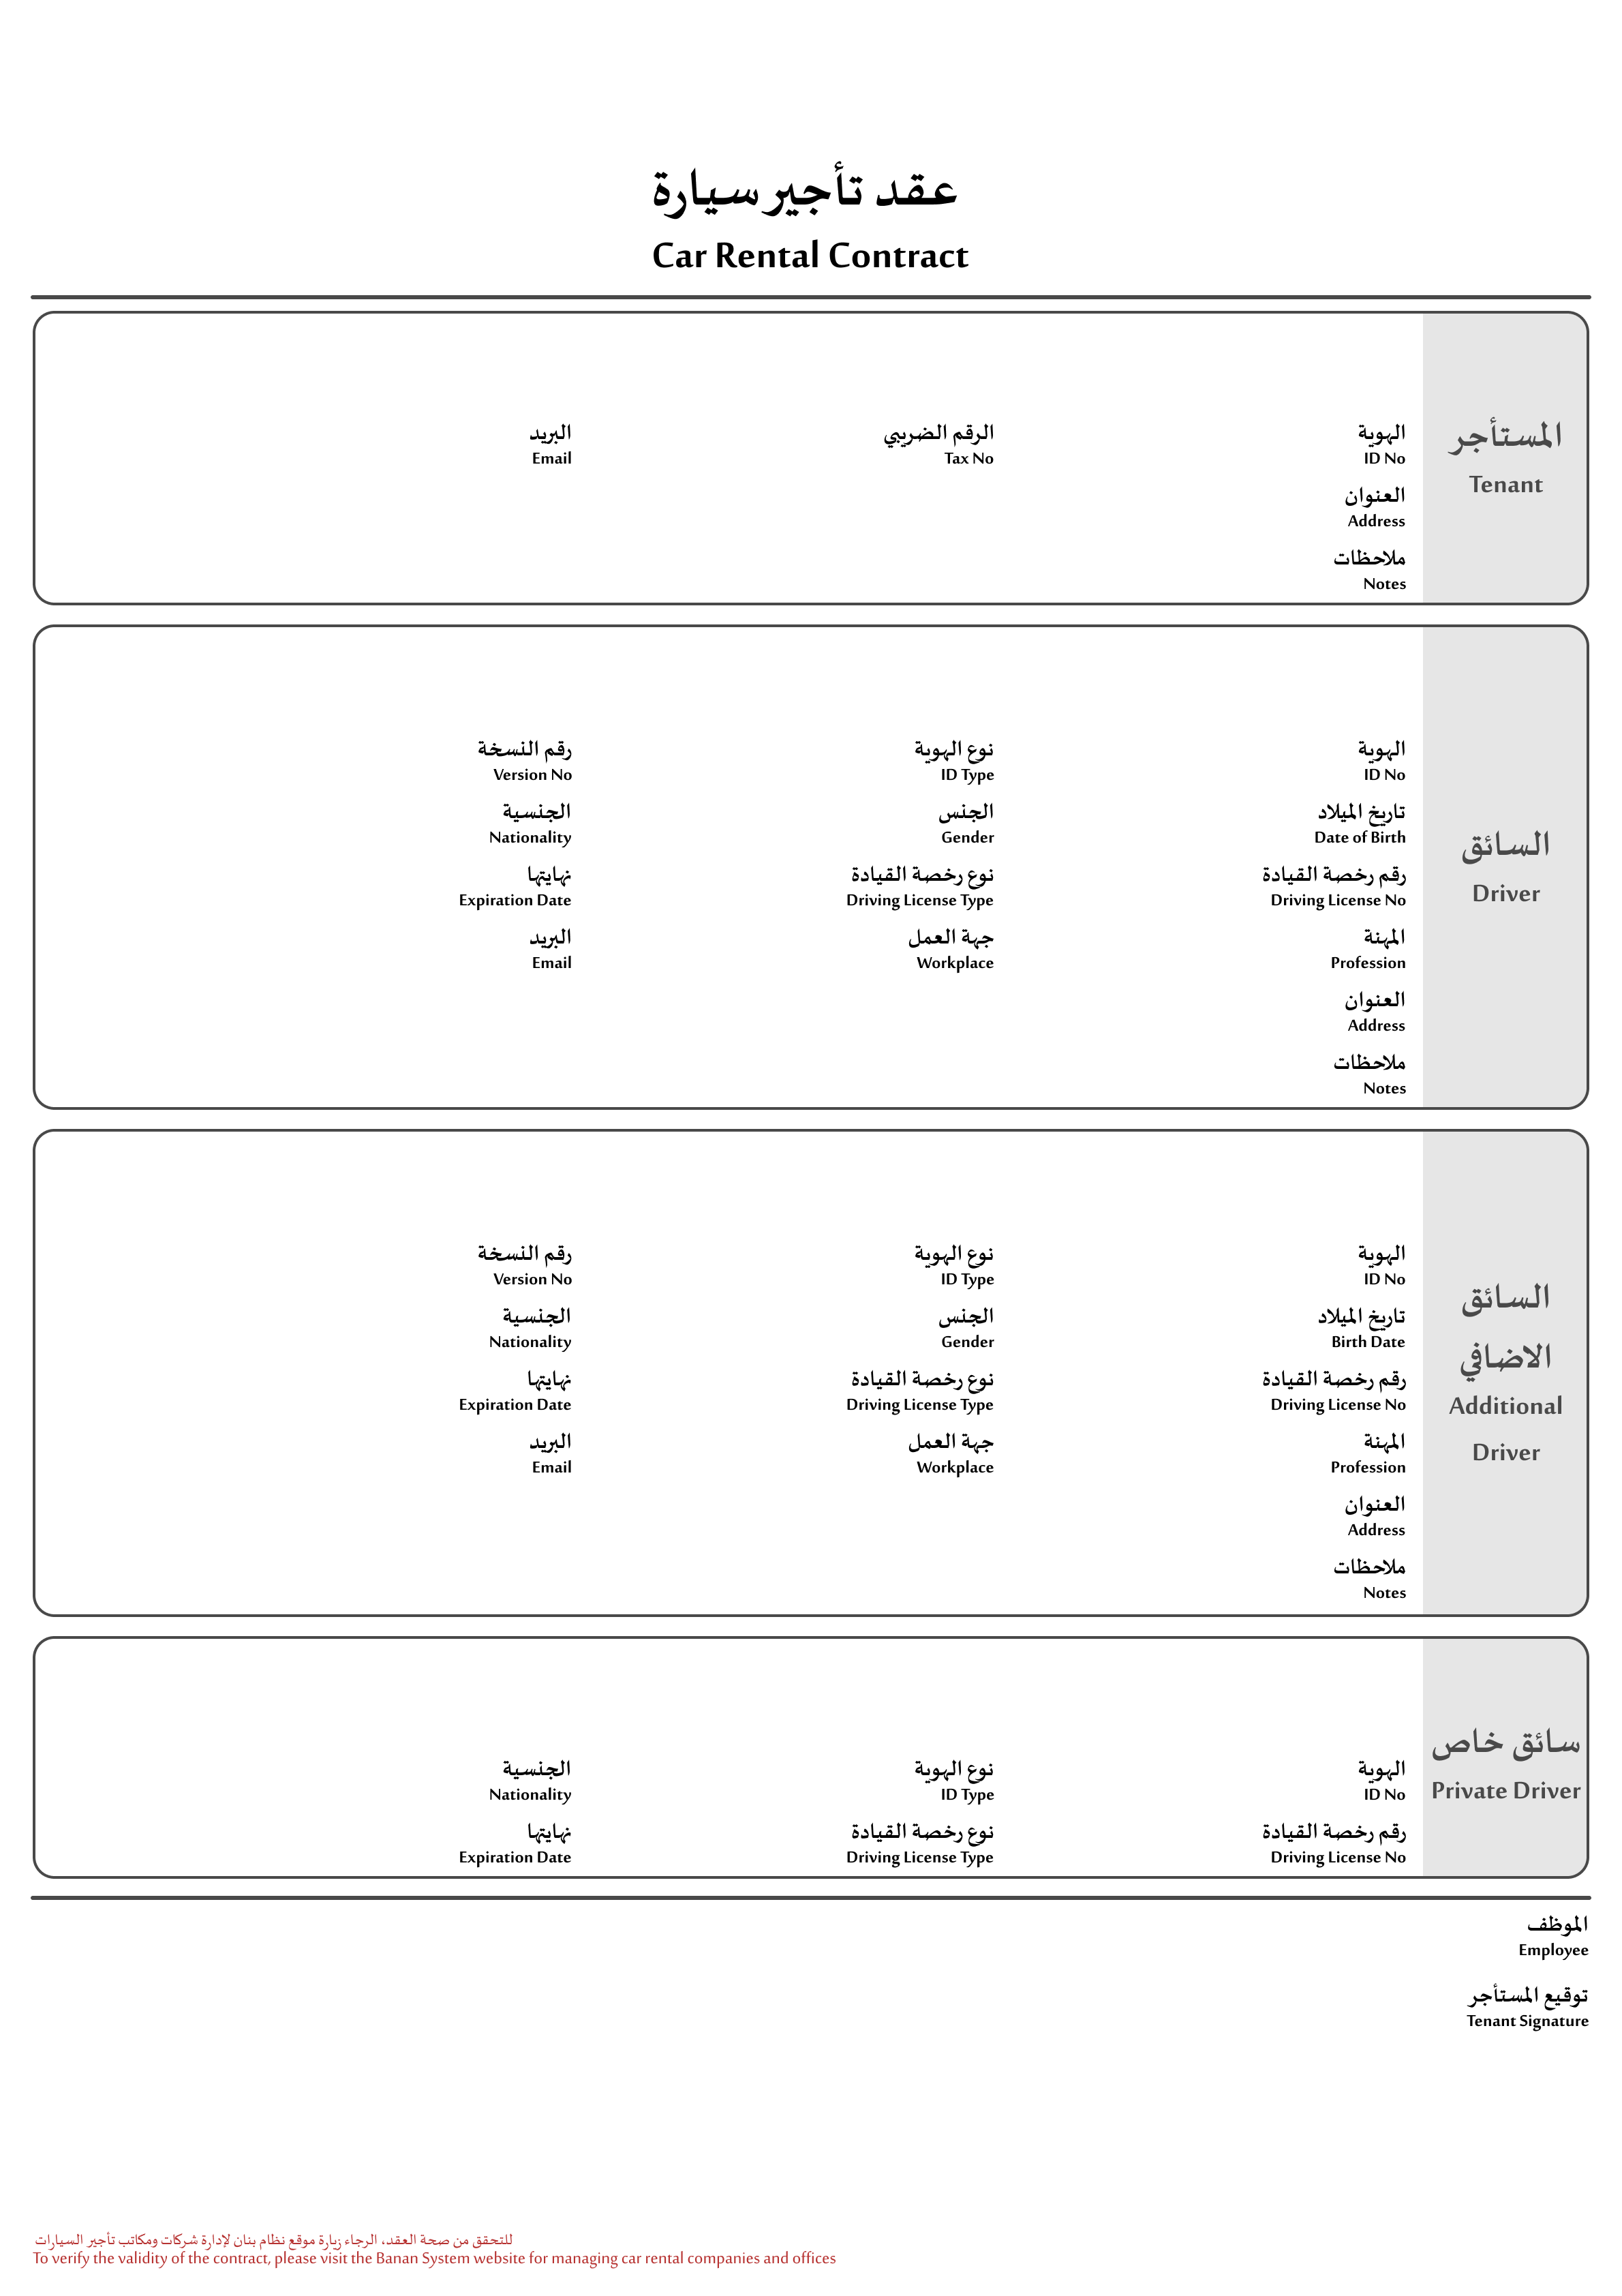 عقد تأجير سيارة
Car Rental Contract
المستأجر
Tenant
الهوية الرقم الضريبي البريد
ID No Tax No Email
العنوان
Address
ملاحظات
Notes
السائق
Driver
الهوية نوع الهوية رقم النسخة
ID No ID Type Version No
تاريخ الميلاد الجنس الجنسية
Date of Birth Gender Nationality
رقم رخصة القيادة نوع رخصة القيادة نهايتها
Driving License No Driving License Type Expiration Date
المهنة جهة العمل البريد
Profession Workplace Email
العنوان
Address
ملاحظات
Notes
السائق
الاضافي
Additional
Driver
الهوية نوع الهوية رقم النسخة
ID No ID Type Version No
تاريخ الميلاد الجنس الجنسية
Birth Date Gender Nationality
رقم رخصة القيادة نوع رخصة القيادة نهايتها
Driving License No Driving License Type Expiration Date
المهنة جهة العمل البريد
Profession Workplace Email
العنوان
Address
ملاحظات
Notes
سائق خاص
Private Driver
الهوية نوع الهوية الجنسية
ID No ID Type Nationality
رقم رخصة القيادة نوع رخصة القيادة نهايتها
Driving License No Driving License Type Expiration Date
الموظف
Employee
توقيع المستأجر
Tenant Signature
للتحقق من صحة العقد، الرجاء زيارة موقع نظام بنان لإدارة شركات ومكاتب تأجير السيارات
To verify the validity of the contract, please visit the Banan System website for managing car rental companies and offices